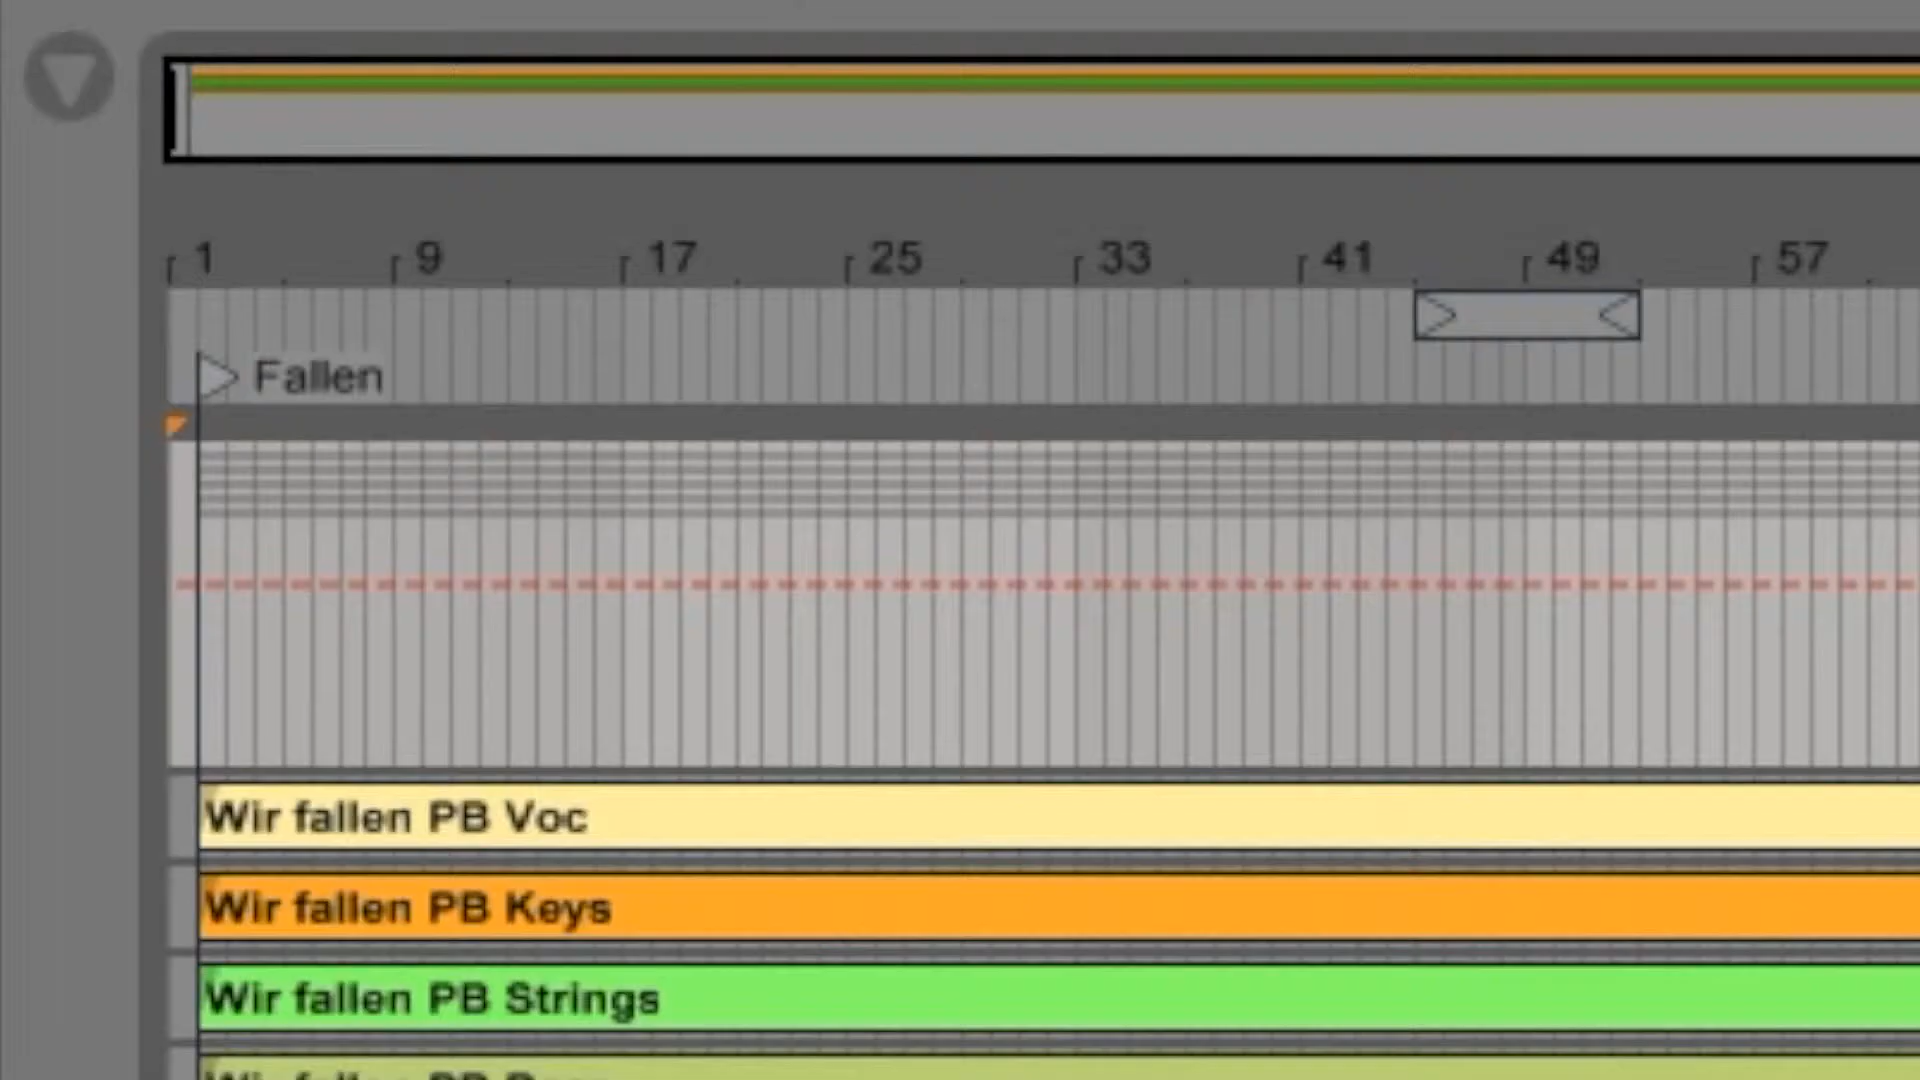 1 9 17 25 33 41 49 57
Fallen
Wir fallen PB Voc
Wir fallen PB Keys
Wir fallen PB Strings